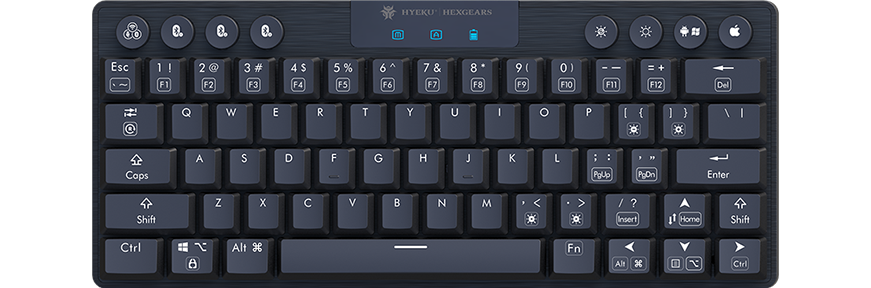 HYEKU HEXGEARS
M A
Esc 1 ! 2 @ 3 # 4 $ 5 % 6 ^ 7 & 8 * 9 ( 0 ) - — = +
` ~ F1 F2 F3 F4 F5 F6 F7 F8 F9 F10 F11 F12 Del
Q W E R T Y U I O P [ { ] } \ |
Caps A S D F G H J K L ; : ' " Enter
PgUp PgDn
Shift Z X C V B N M , < . > / ? Shift
Insert Home
Ctrl Alt ⌘ Fn
Alt ⌘ Ctrl